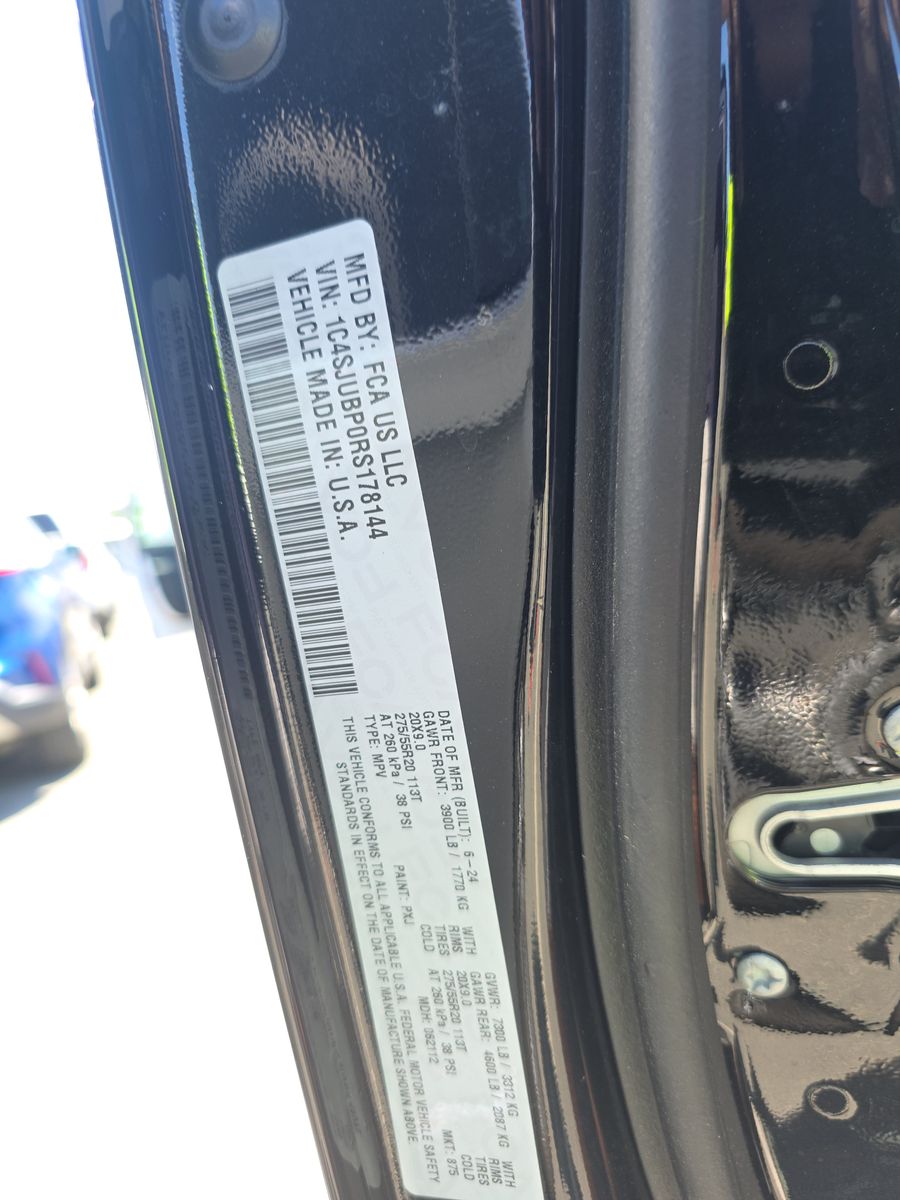 MFD BY: FCA US LLC
VIN: 1C4SJUBP0RS178144
VEHICLE MADE IN: U.S.A.
DATE OF MFR (BUILT): 6-24 GVWR: 7300 LB / 3312 KG
GAWR FRONT: 3900 LB / 1770 KG WITH GAWR REAR: 4600 LB / 2087 KG WITH
20X9.0 RIMS 20X9.0 RIMS
275/55R20 113T TIRES 275/55R20 113T TIRES
AT 260 kPa / 38 PSI COLD AT 260 kPa / 38 PSI COLD
TYPE: MPV PAINT: PXJ MDH: 062112 MKT: 875
THIS VEHICLE CONFORMS TO ALL APPLICABLE U.S.A. FEDERAL MOTOR VEHICLE SAFETY
STANDARDS IN EFFECT ON THE DATE OF MANUFACTURE SHOWN ABOVE.